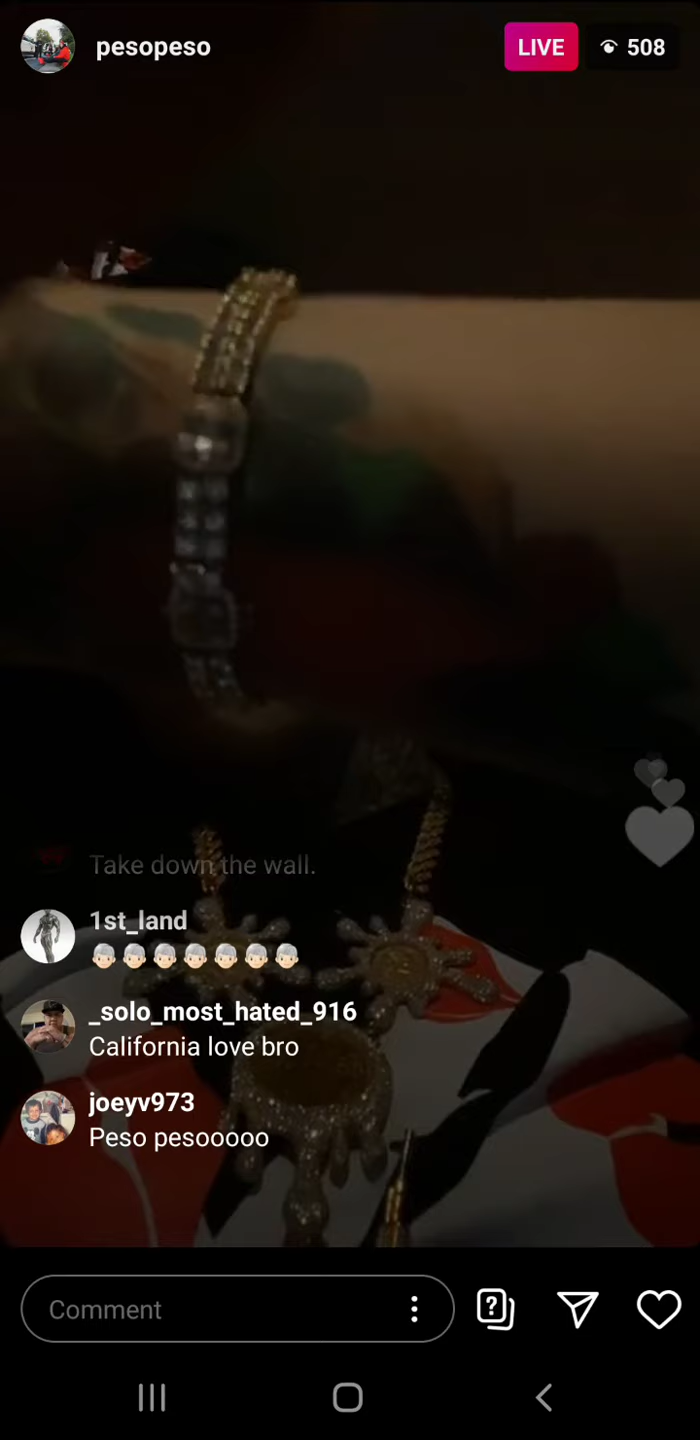 pesopeso
LIVE
508
Take down the wall.
1st_land
👴🏻👴🏻👴🏻👴🏻👴🏻👴🏻👴🏻
_solo_most_hated_916
California love bro
joeyv973
Peso pesooooo
Comment